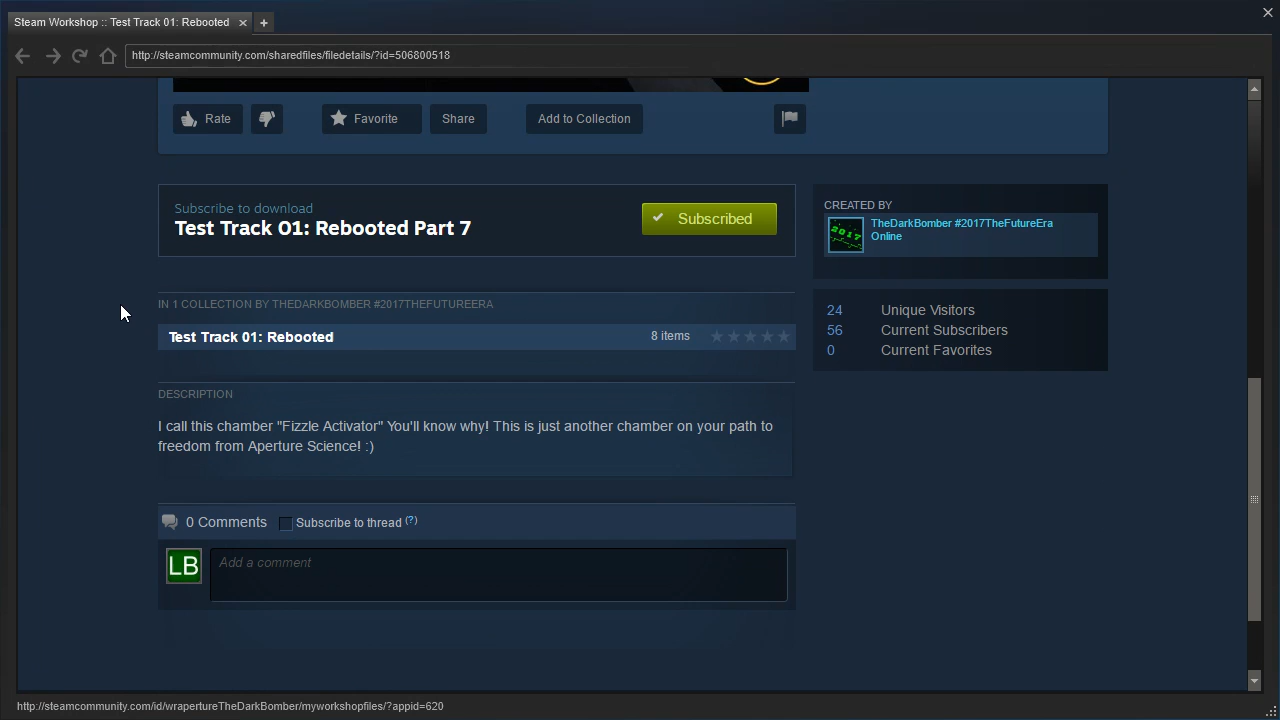 Steam Workshop :: Test Track 01: Rebooted
http://steamcommunity.com/sharedfiles/filedetails/?id=506800518
Rate
Favorite
Share
Add to Collection
Subscribe to download
Test Track 01: Rebooted Part 7
Subscribed
CREATED BY
2017
TheDarkBomber #2017TheFutureEra
Online
24 Unique Visitors
56 Current Subscribers
0 Current Favorites
IN 1 COLLECTION BY THEDARKBOMBER #2017THEFUTUREERA
Test Track 01: Rebooted 8 items
DESCRIPTION
I call this chamber "Fizzle Activator" You'll know why! This is just another chamber on your path to
freedom from Aperture Science! :)
0 Comments Subscribe to thread (?)
LB
Add a comment
http://steamcommunity.com/id/wrapertureTheDarkBomber/myworkshopfiles/?appid=620